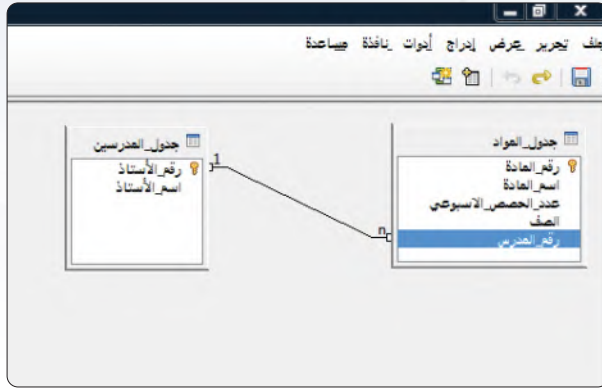 ملف تحرير عرض إدراج أدوات نافذة مساعدة
جدول_المواد
رقم_المادة
اسم_المادة
عدد_الحصص_الاسبوعي
الصف
رقم_المدرس
n
1
جدول_المدرسين
رقم_الأستاذ
اسم_الأستاذ